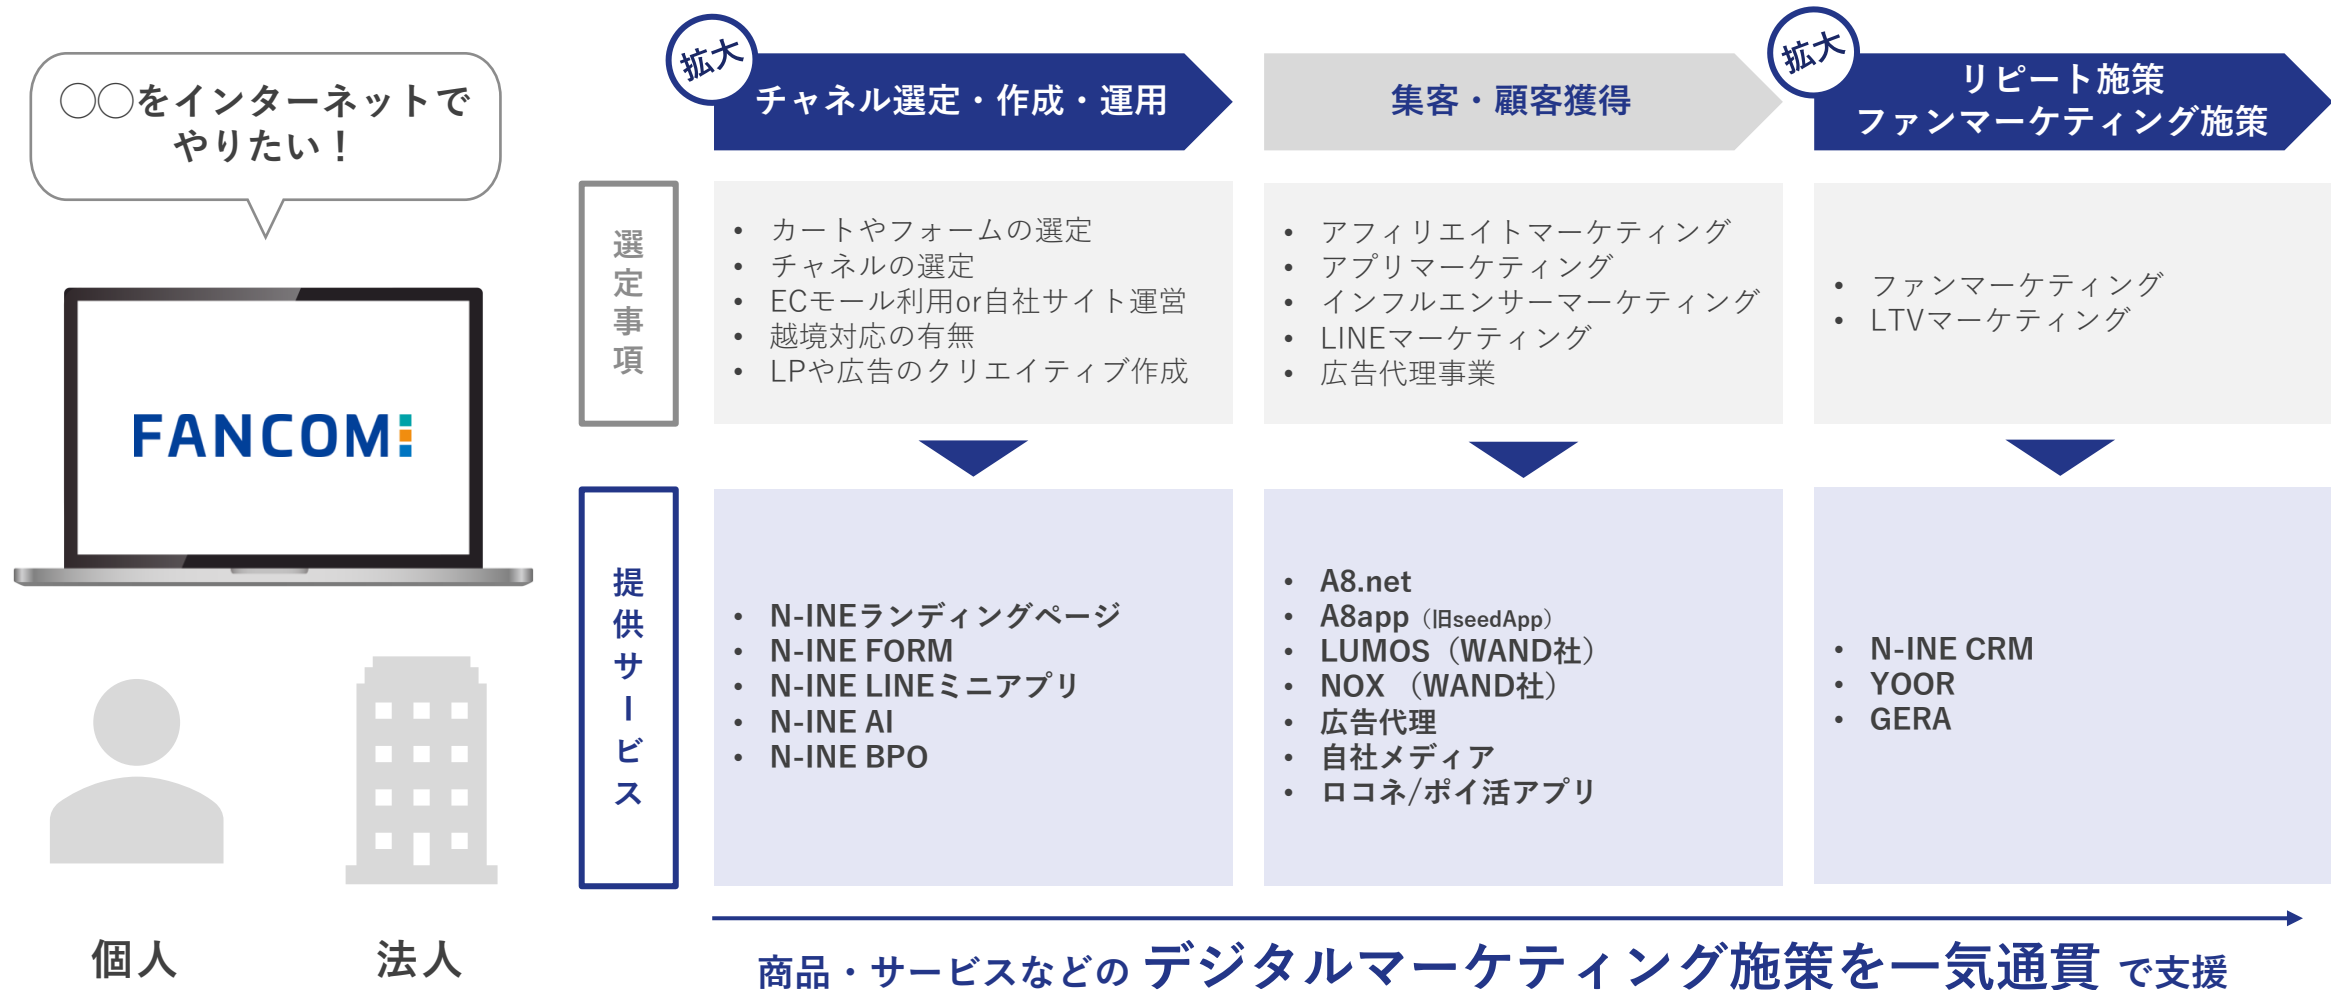 〇〇をインターネットで
やりたい！
FANCOMI
個人
法人
拡大
チャネル選定・作成・運用
集客・顧客獲得
拡大
リピート施策
ファンマーケティング施策
選定事項
• カートやフォームの選定
• チャネルの選定
• ECモール利用or自社サイト運営
• 越境対応の有無
• LPや広告のクリエイティブ作成
• アフィリエイトマーケティング
• アプリマーケティング
• インフルエンサーマーケティング
• LINEマーケティング
• 広告代理事業
• ファンマーケティング
• LTVマーケティング
提供サービス
• N-INEランディングページ
• N-INE FORM
• N-INE LINEミニアプリ
• N-INE AI
• N-INE BPO
• A8.net
• A8app（旧seedApp）
• LUMOS（WAND社）
• NOX （WAND社）
• 広告代理
• 自社メディア
• ロコネ/ポイ活アプリ
• N-INE CRM
• YOOR
• GERA
商品・サービスなどの デジタルマーケティング施策を一気通貫 で支援